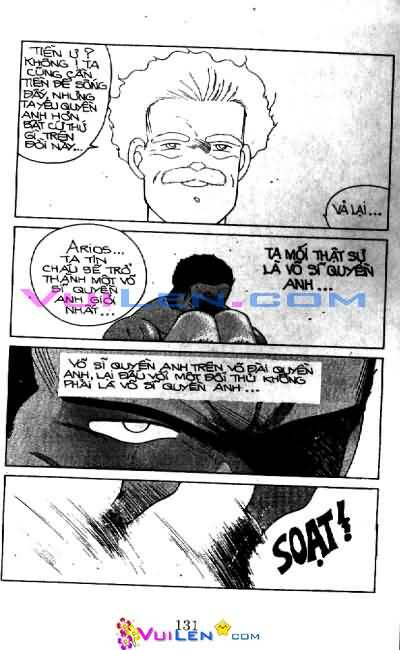 TIỀN Ư?
KHÔNG! TA
CŨNG CẦN
TIỀN ĐỂ SỐNG
ĐẤY, NHƯNG
TA YÊU QUYỀN
ANH HƠN
BẤT CỨ THỨ
GÌ TRÊN
ĐỜI NÀY...
VẢ LẠI...
ARIOS...
TA TIN
CHÁU SẼ TRỞ
THÀNH MỘT VÕ
SĨ QUYỀN
ANH GIỎI
NHẤT...
TA MỚI THẬT SỰ
LÀ VÕ SĨ QUYỀN
ANH...
VUILEN.COM
VÕ SĨ QUYỀN ANH TRÊN VÕ ĐÀI QUYỀN
ANH, LẠI ĐẤU VỚI MỘT ĐỐI THỦ KHÔNG
PHẢI LÀ VÕ SĨ QUYỀN ANH...
SOẠT!
131
VUILEN.COM